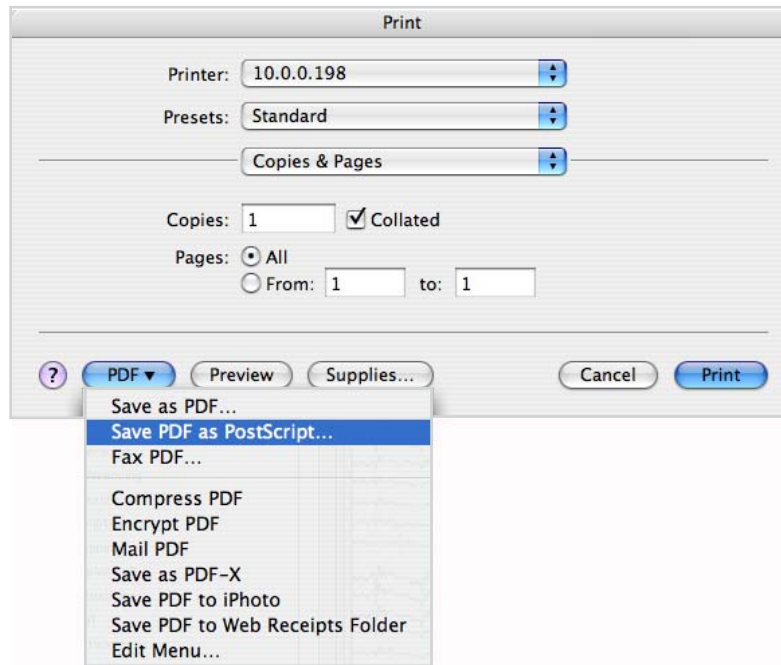 Print
Printer: 10.0.0.198
Presets: Standard
Copies & Pages
Copies: 1 Collated
Pages: All
From: 1 to: 1
? PDF Preview Supplies... Cancel Print
Save as PDF...
Save PDF as PostScript...
Fax PDF...
Compress PDF
Encrypt PDF
Mail PDF
Save as PDF-X
Save PDF to iPhoto
Save PDF to Web Receipts Folder
Edit Menu...